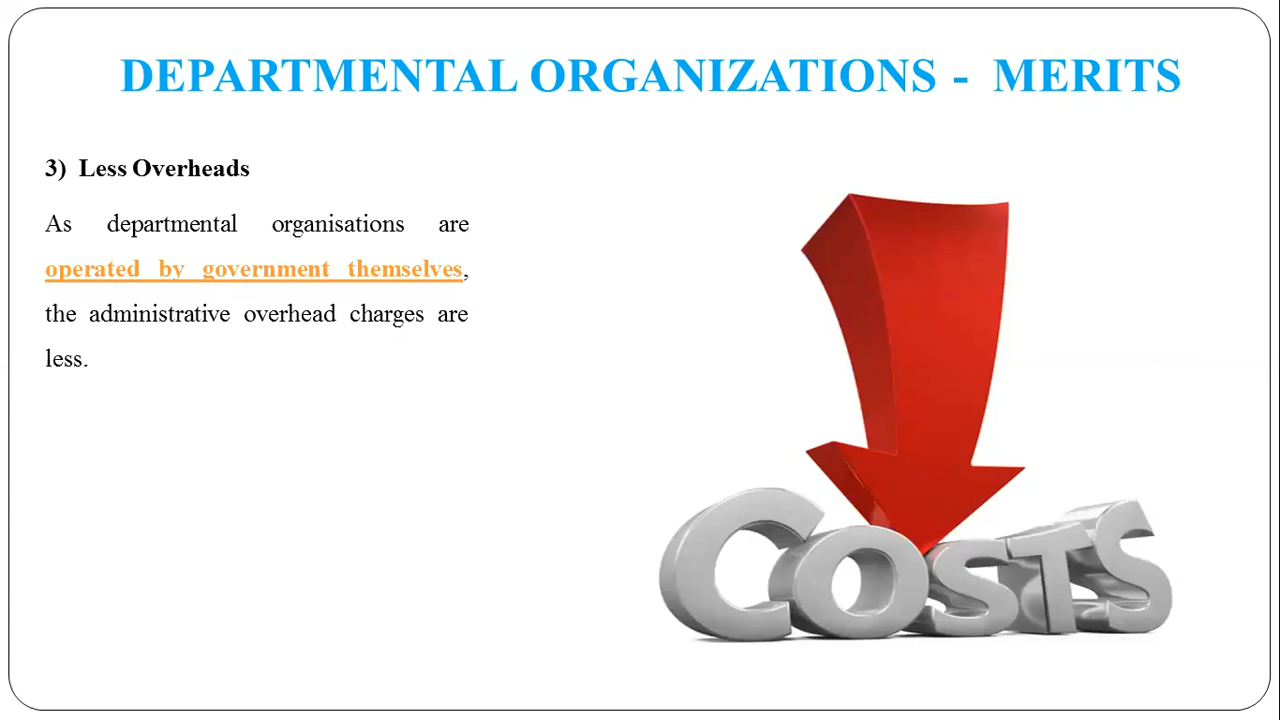 DEPARTMENTAL ORGANIZATIONS - MERITS
3) Less Overheads
As departmental organisations are
operated by government themselves,
the administrative overhead charges are
less.
COSTS